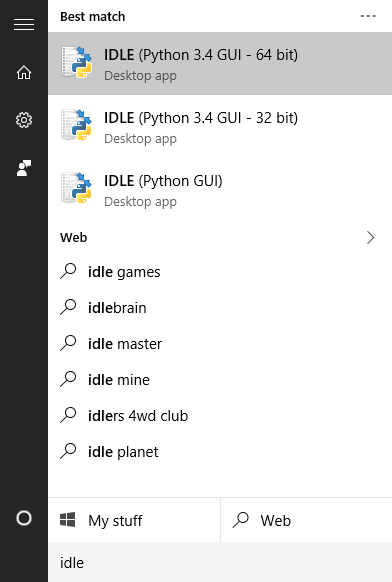 Best match
IDLE (Python 3.4 GUI - 64 bit)
Desktop app
IDLE (Python 3.4 GUI - 32 bit)
Desktop app
IDLE (Python GUI)
Desktop app
Web
idle games
idlebrain
idle master
idle mine
idlers 4wd club
idle planet
My stuff
Web
idle